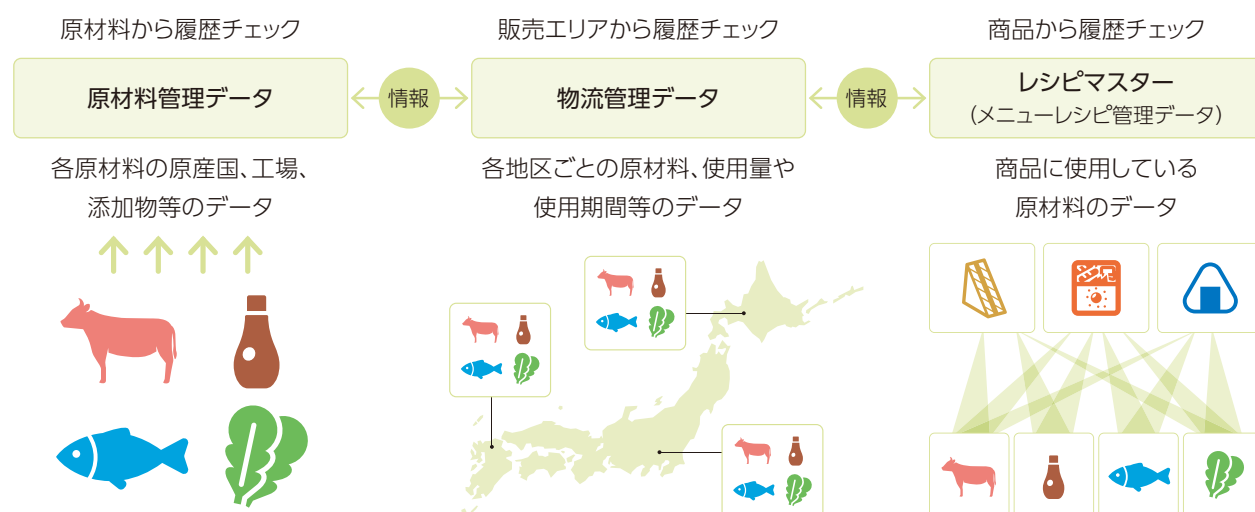 原材料から履歴チェック
販売エリアから履歴チェック
商品から履歴チェック
原材料管理データ
情報
物流管理データ
情報
レシピマスター
(メニューレシピ管理データ)
各原材料の原産国、工場、
添加物等のデータ
各地区ごとの原材料、使用量や
使用期間等のデータ
商品に使用している
原材料のデータ